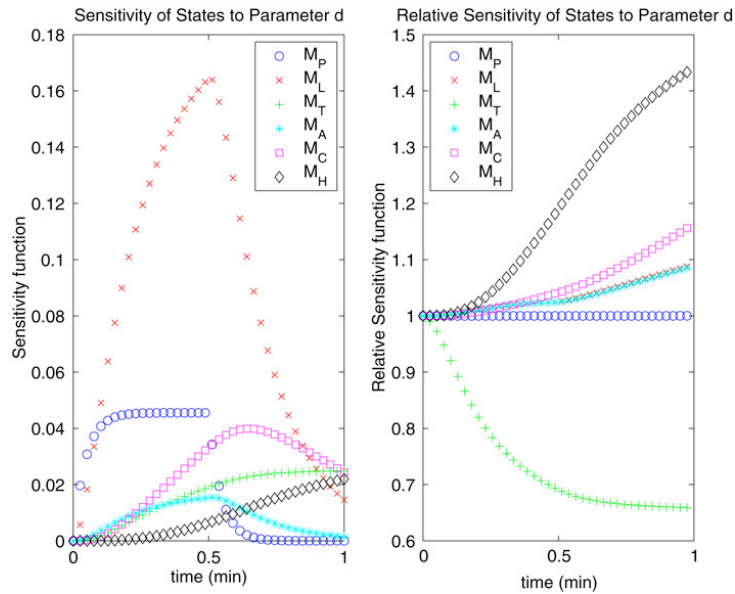 Sensitivity of States to Parameter d
Sensitivity function
0.18
0.16
0.14
0.12
0.1
0.08
0.06
0.04
0.02
0
0
0.5
1
time (min)
M_P
M_L
M_T
M_A
M_C
M_H
Relative Sensitivity of States to Parameter d
Relative Sensitivity function
1.5
1.4
1.3
1.2
1.1
1
0.9
0.8
0.7
0.6
0
0.5
1
time (min)
M_P
M_L
M_T
M_A
M_C
M_H